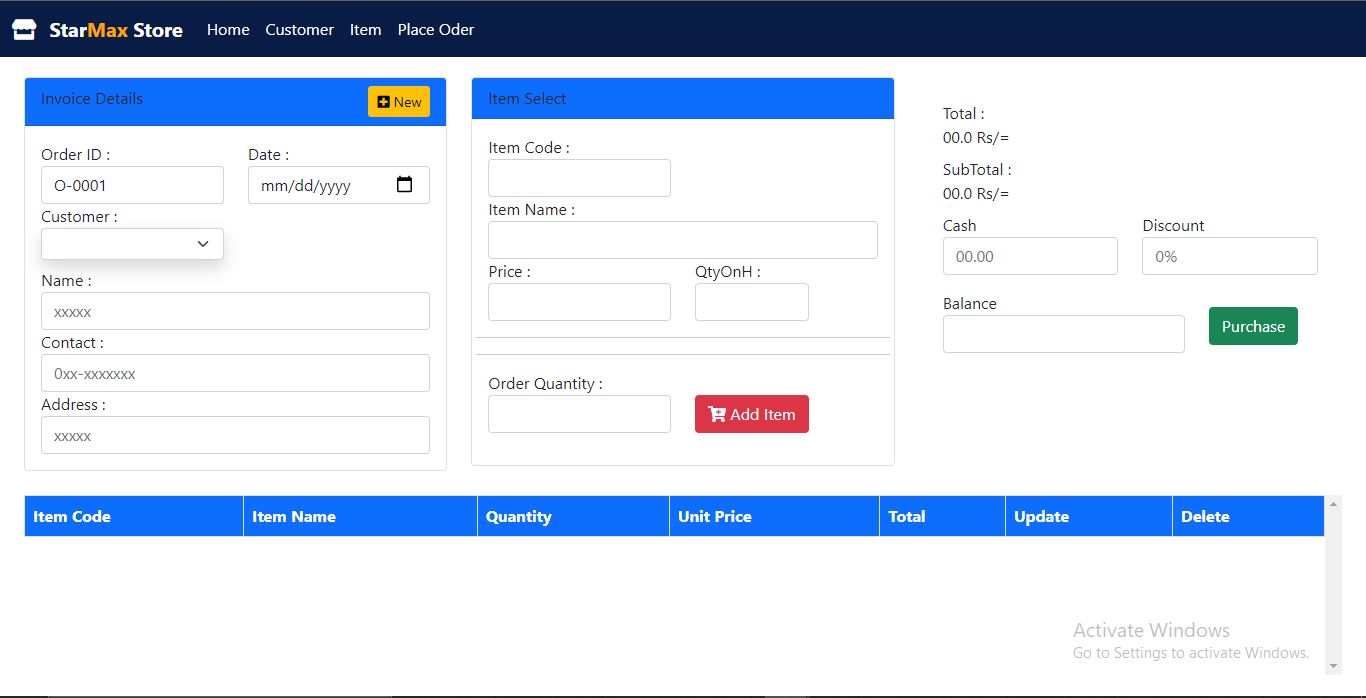 StarMax Store Home Customer Item Place Oder
Invoice Details New
Order ID : Date :
O-0001 mm/dd/yyyy
Customer :
Name :
xxxxx
Contact :
0xx-xxxxxxx
Address :
xxxxx
Item Select
Item Code :
Item Name :
Price : QtyOnH :
Order Quantity :
Add Item
Total :
00.0 Rs/=
SubTotal :
00.0 Rs/=
Cash Discount
00.00 0%
Balance
Purchase
Item Code Item Name Quantity Unit Price Total Update Delete
Activate Windows
Go to Settings to activate Windows.